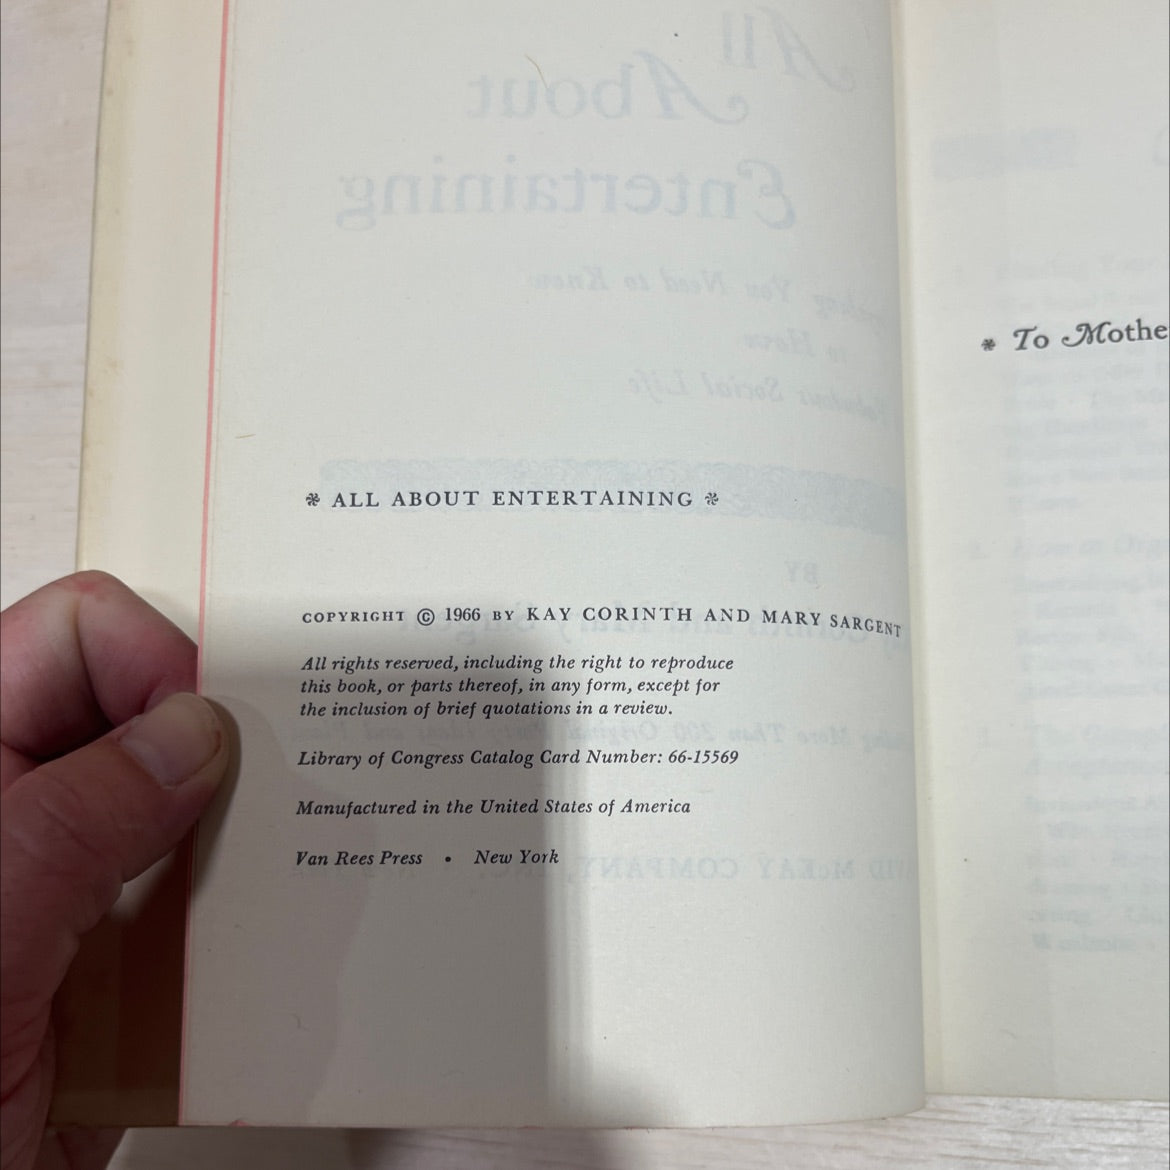 ALL ABOUT ENTERTAINING
COPYRIGHT © 1966 BY KAY CORINTH AND MARY SARGENT
All rights reserved, including the right to reproduce
this book, or parts thereof, in any form, except for
the inclusion of brief quotations in a review.
Library of Congress Catalog Card Number: 66-15569
Manufactured in the United States of America
Van Rees Press • New York
To Mothe